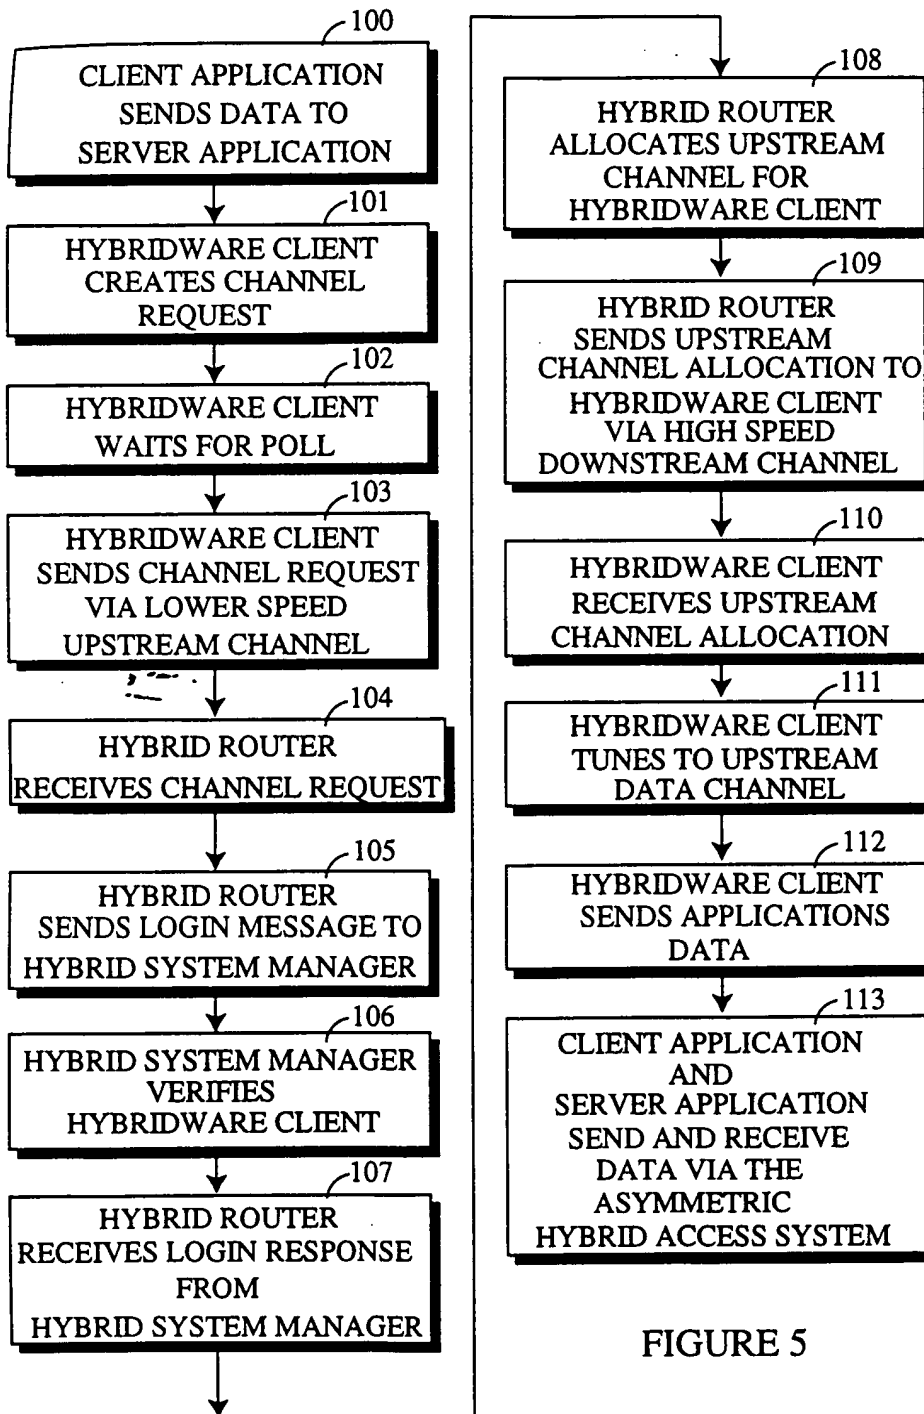 100
CLIENT APPLICATION
SENDS DATA TO
SERVER APPLICATION
101
HYBRIDWARE CLIENT
CREATES CHANNEL
REQUEST
102
HYBRIDWARE CLIENT
WAITS FOR POLL
103
HYBRIDWARE CLIENT
SENDS CHANNEL REQUEST
VIA LOWER SPEED
UPSTREAM CHANNEL
104
HYBRID ROUTER
RECEIVES CHANNEL REQUEST
105
HYBRID ROUTER
SENDS LOGIN MESSAGE TO
HYBRID SYSTEM MANAGER
106
HYBRID SYSTEM MANAGER
VERIFIES
HYBRIDWARE CLIENT
107
HYBRID ROUTER
RECEIVES LOGIN RESPONSE
FROM
HYBRID SYSTEM MANAGER
108
HYBRID ROUTER
ALLOCATES UPSTREAM
CHANNEL FOR
HYBRIDWARE CLIENT
109
HYBRID ROUTER
SENDS UPSTREAM
CHANNEL ALLOCATION TO
HYBRIDWARE CLIENT
VIA HIGH SPEED
DOWNSTREAM CHANNEL
110
HYBRIDWARE CLIENT
RECEIVES UPSTREAM
CHANNEL ALLOCATION
111
HYBRIDWARE CLIENT
TUNES TO UPSTREAM
DATA CHANNEL
112
HYBRIDWARE CLIENT
SENDS APPLICATIONS
DATA
113
CLIENT APPLICATION
AND
SERVER APPLICATION
SEND AND RECEIVE
DATA VIA THE
ASYMMETRIC
HYBRID ACCESS SYSTEM
FIGURE 5